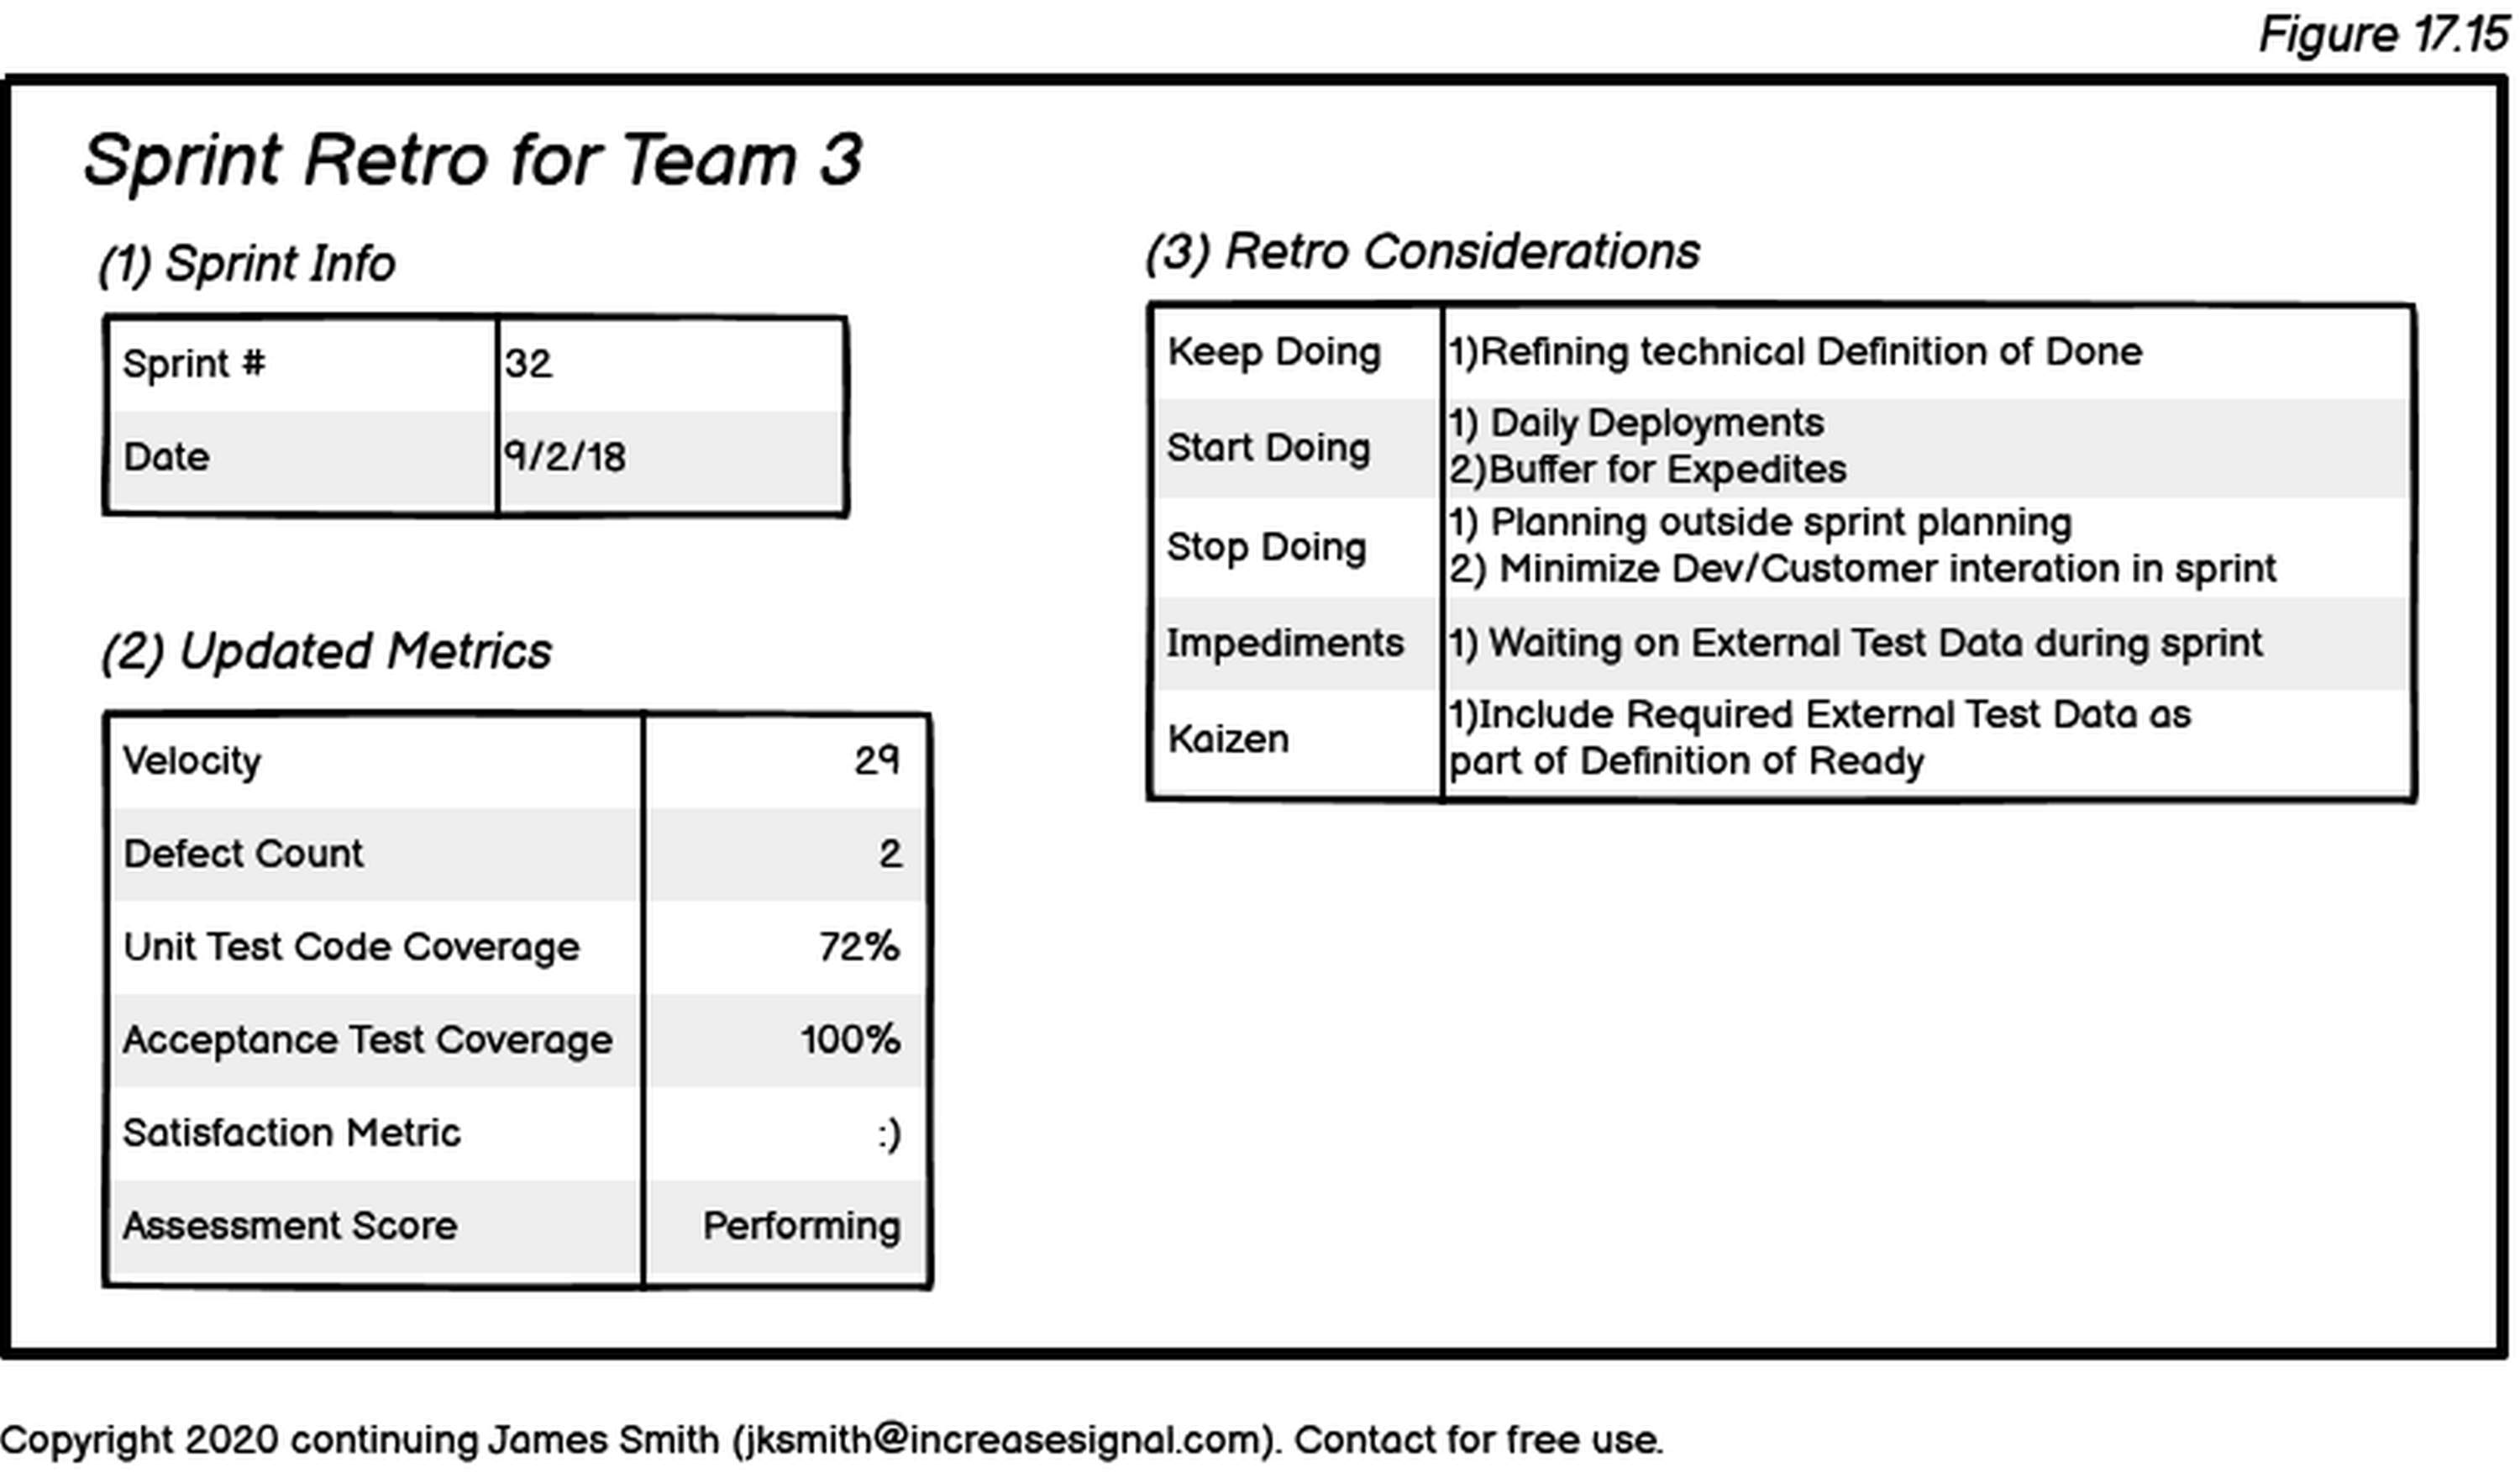 Figure 17.15
Sprint Retro for Team 3
(1) Sprint Info
Sprint # 32
Date 9/2/18
(2) Updated Metrics
Velocity 29
Defect Count 2
Unit Test Code Coverage 72%
Acceptance Test Coverage 100%
Satisfaction Metric :)
Assessment Score Performing
(3) Retro Considerations
Keep Doing 1)Refining technical Definition of Done
Start Doing 1) Daily Deployments
2)Buffer for Expedites
Stop Doing 1) Planning outside sprint planning
2) Minimize Dev/Customer interation in sprint
Impediments 1) Waiting on External Test Data during sprint
Kaizen 1)Include Required External Test Data as
part of Definition of Ready
Copyright 2020 continuing James Smith (jksmith@increasesignal.com). Contact for free use.